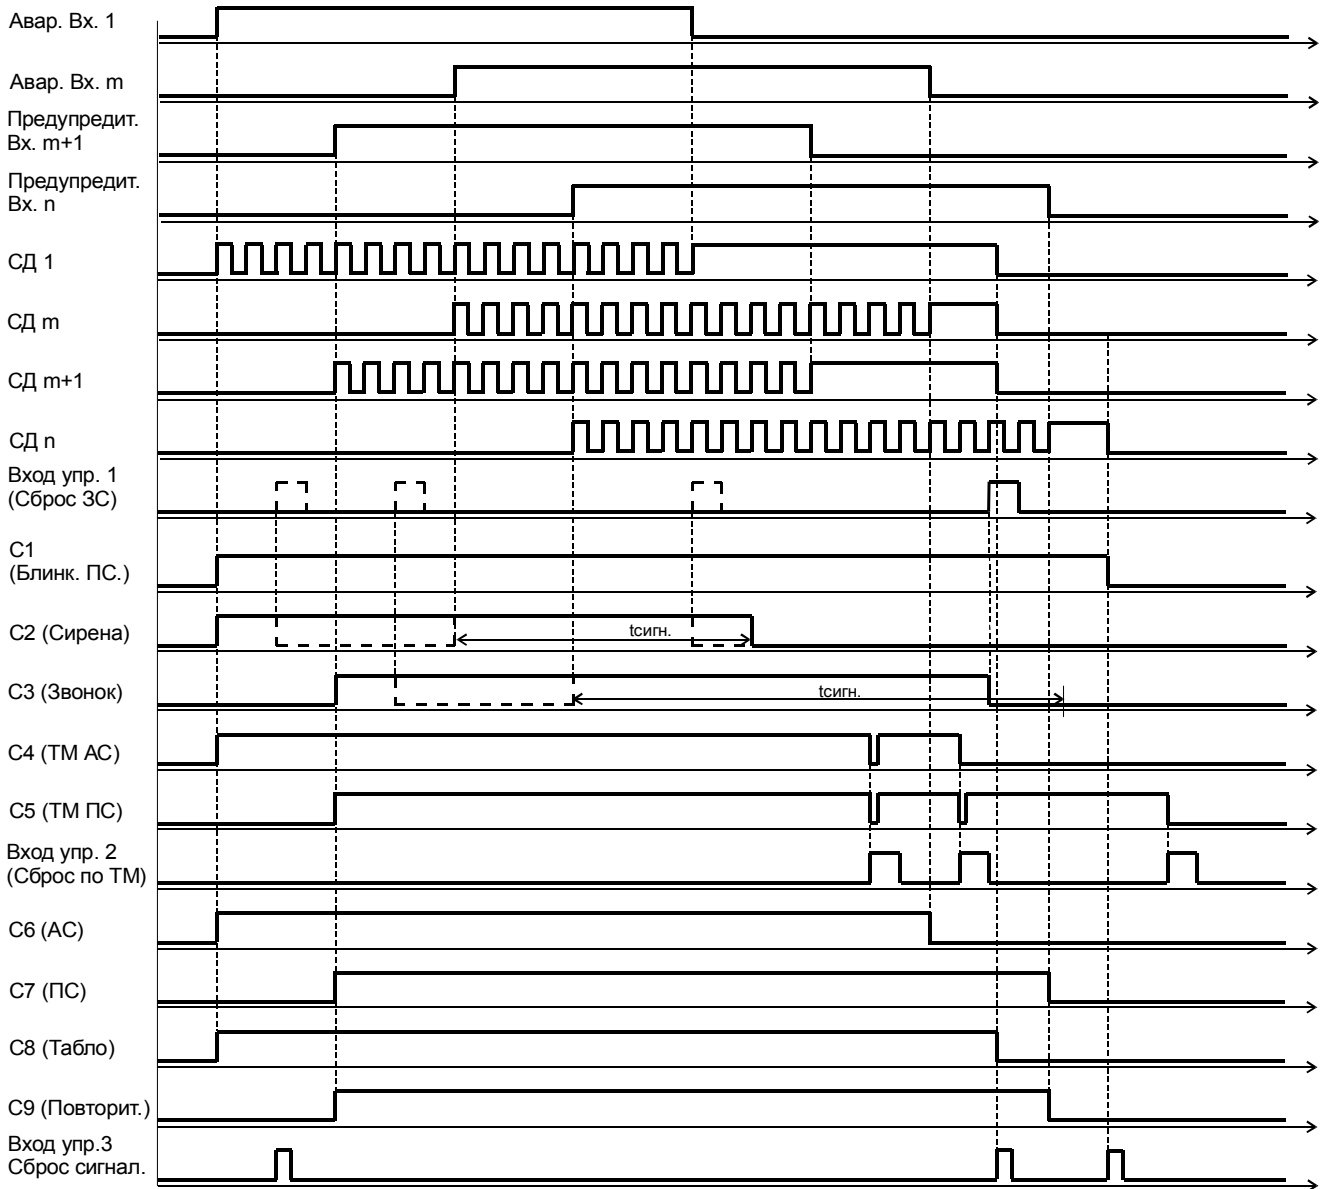 Авар. Вх. 1
Авар. Вх. m
Предупредит.
Вх. m+1
Предупредит.
Вх. n
СД 1
СД m
СД m+1
СД n
Вход упр. 1
(Сброс ЗС)
С1
(Блинк. ПС.)
С2 (Сирена)
tсигн.
С3 (Звонок)
tсигн.
С4 (ТМ АС)
С5 (ТМ ПС)
Вход упр. 2
(Сброс по ТМ)
С6 (АС)
С7 (ПС)
С8 (Табло)
С9 (Повторит.)
Вход упр.3
Сброс сигнал.